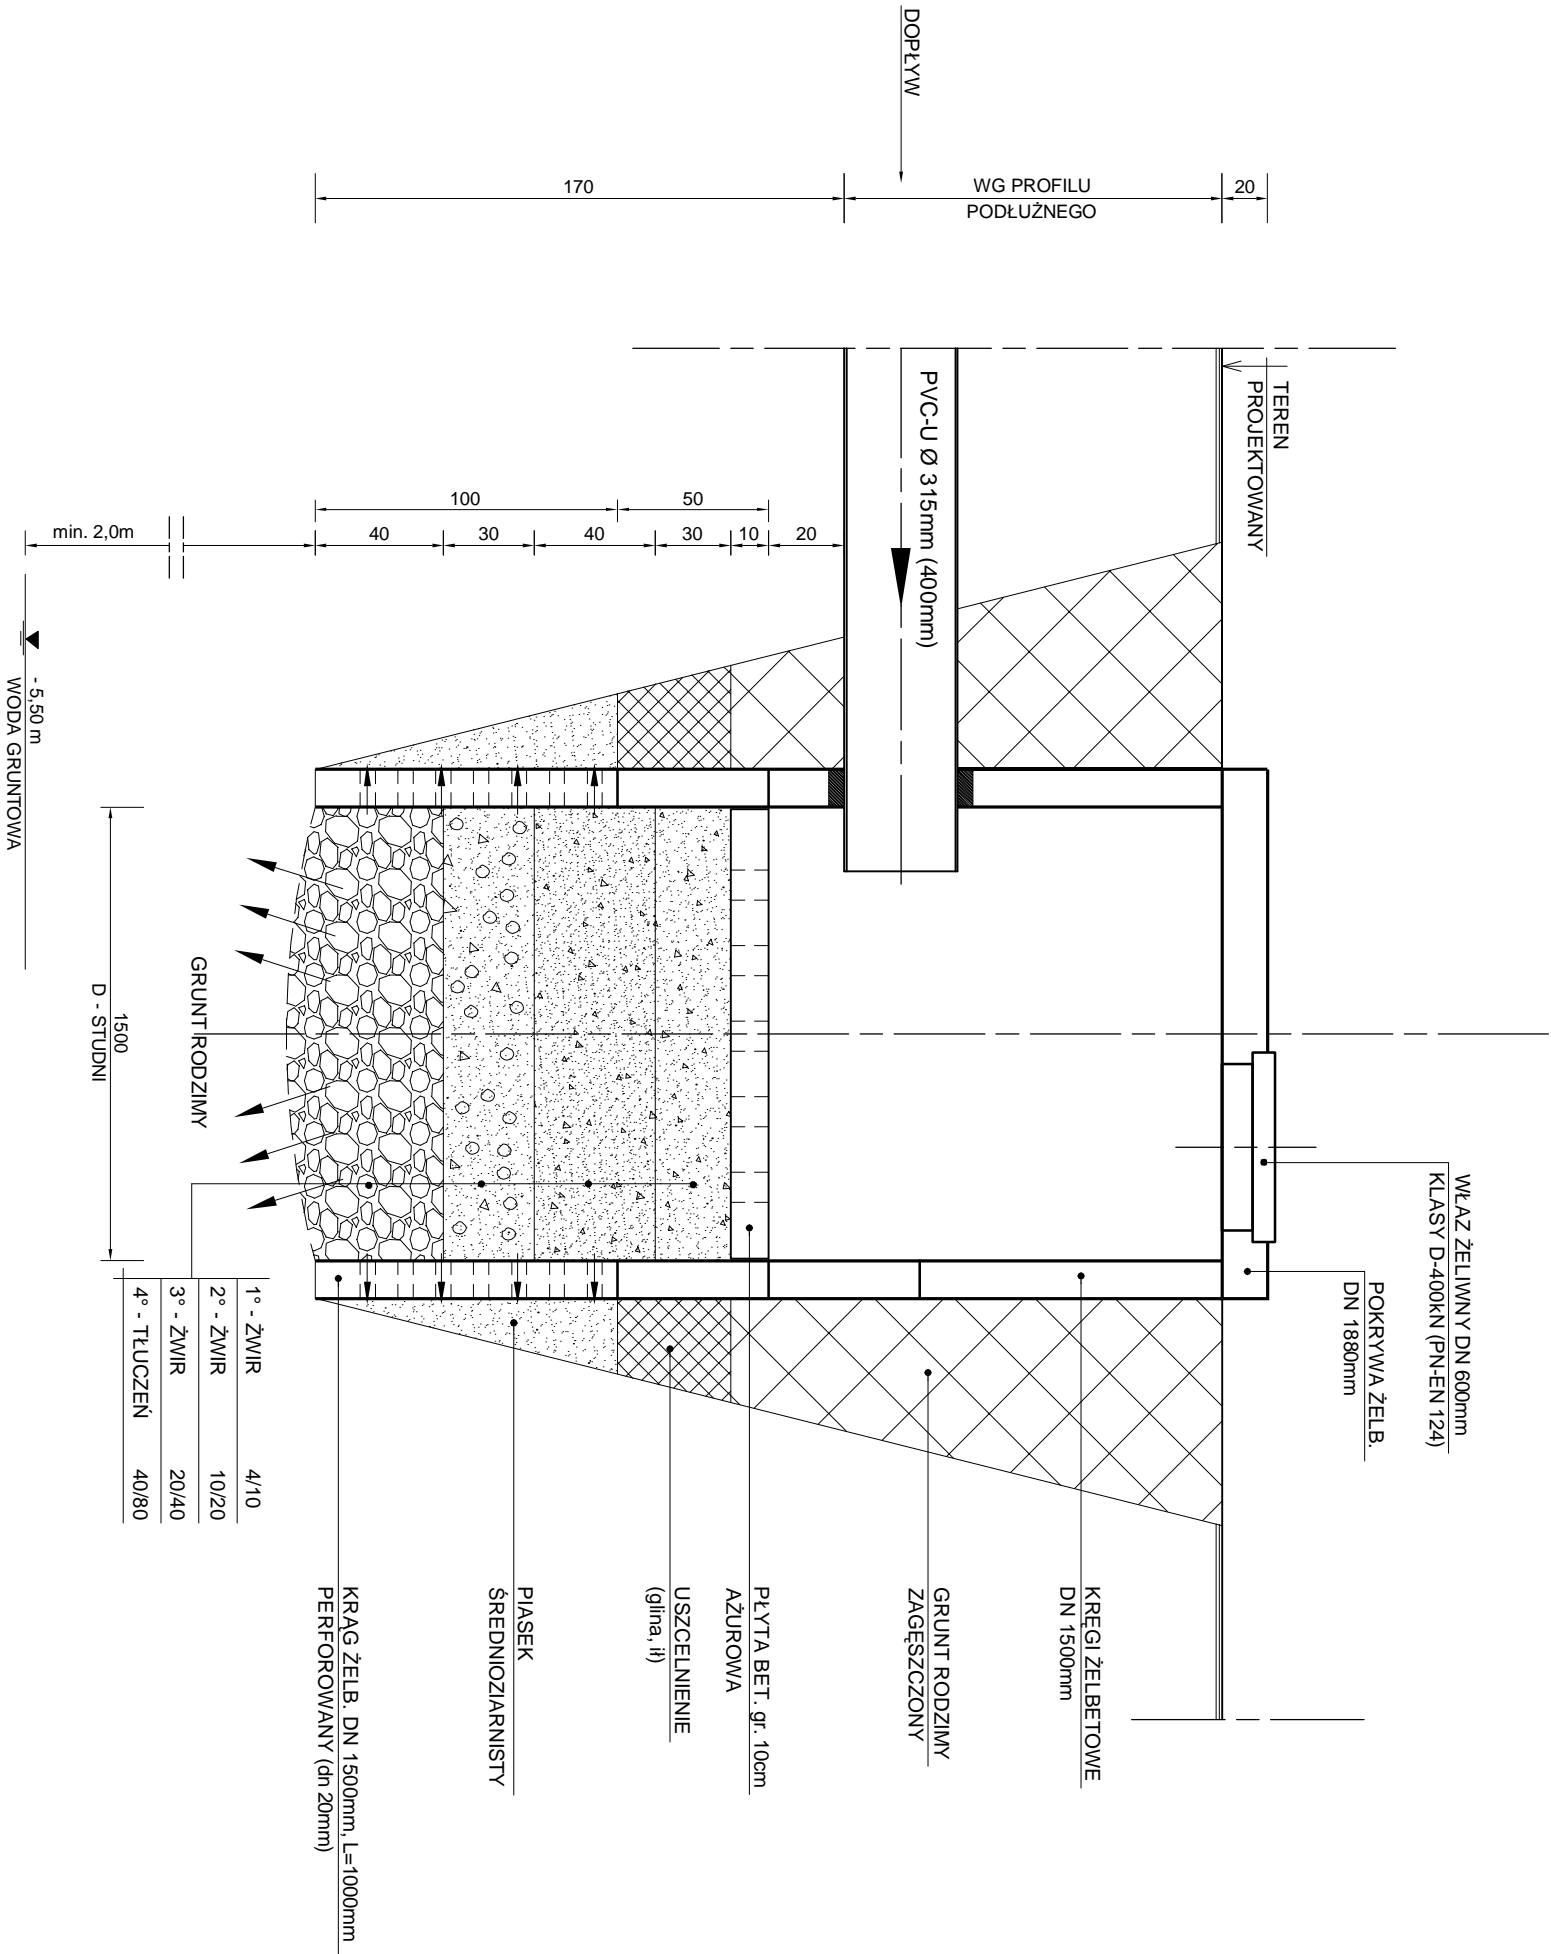 WŁAZ ŻELIWNY DN 600mm
KLASY D-400kN (PN-EN 124)
POKRYWA ŻELB.
DN 1880mm
TEREN
PROJEKTOWANY
20
WG PROFILU
PODŁUŻNEGO
170
DOPŁYW
PVC-U Ø 315mm (400mm)
KRĘGI ŻELBETOWE
DN 1500mm
GRUNT RODZIMY
ZAGĘSZCZONY
PŁYTA BET. gr. 10cm
AŻUROWA
USZCELNIENIE
(glina, ił)
PIASEK
ŚREDNIOZIARNISTY
KRĄG ŻELB. DN 1500mm, L=1000mm
PERFOROWANY (dn 20mm)
20
10
30
40
30
40
50
100
min. 2,0m
1° - ŻWIR 4/10
2° - ŻWIR 10/20
3° - ŻWIR 20/40
4° - TŁUCZEŃ 40/80
GRUNT RODZIMY
1500
D - STUDNI
- 5,50 m
WODA GRUNTOWA